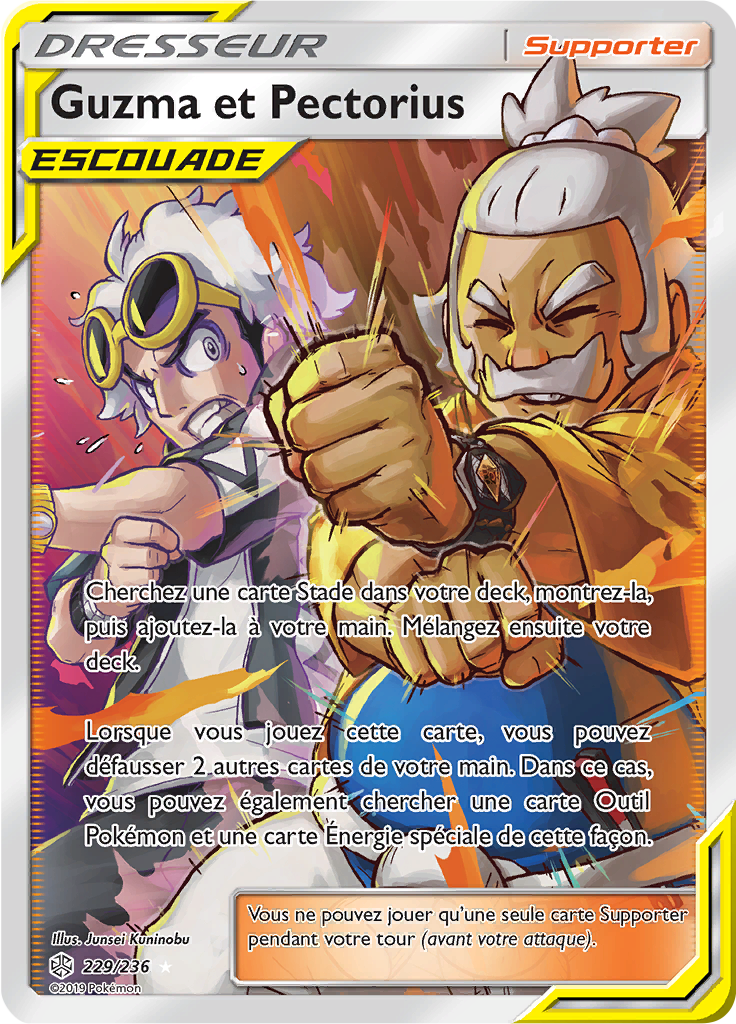 DRESSEUR
Supporter
Guzma et Pectorius
ESCOUADE
Cherchez une carte Stade dans votre deck, montrez-la,
puis ajoutez-la à votre main. Mélangez ensuite votre
deck.
Lorsque vous jouez cette carte, vous pouvez
défausser 2 autres cartes de votre main. Dans ce cas,
vous pouvez également chercher une carte Outil
Pokémon et une carte Énergie spéciale de cette façon.
Vous ne pouvez jouer qu'une seule carte Supporter
pendant votre tour (avant votre attaque).
Illus. Junsei Kuninobu
229/236
©2019 Pokémon